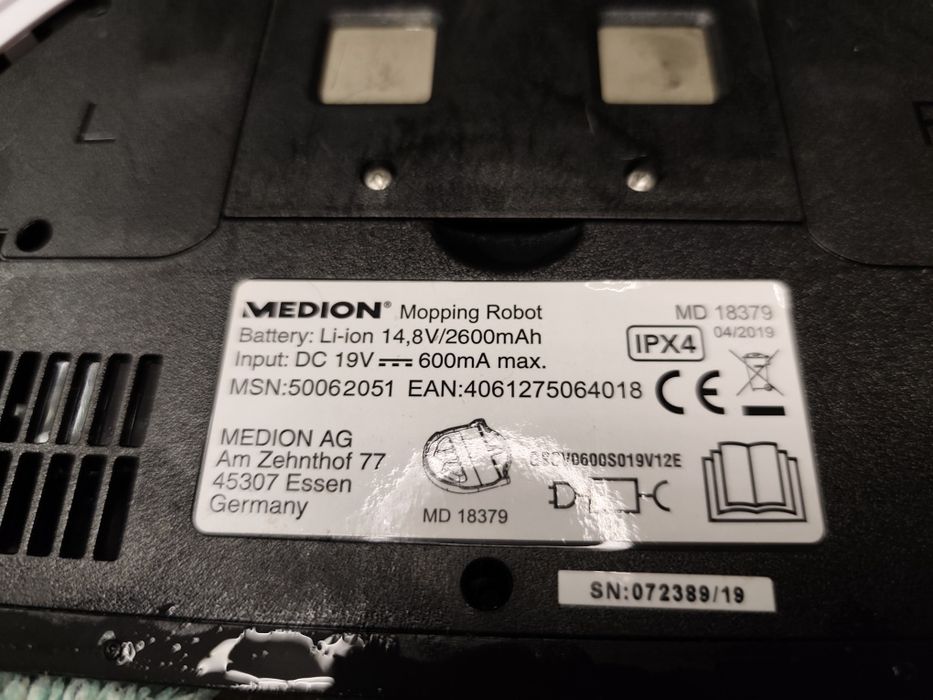 L
MEDION® Mopping Robot
MD 18379
Battery: Li-ion 14,8V/2600mAh
04/2019
Input: DC 19V⎓600mA max.
IPX4
MSN:50062051 EAN:4061275064018
CE
MEDION AG
Am Zehnthof 77
45307 Essen
Germany
MD 18379
SN:072389/19